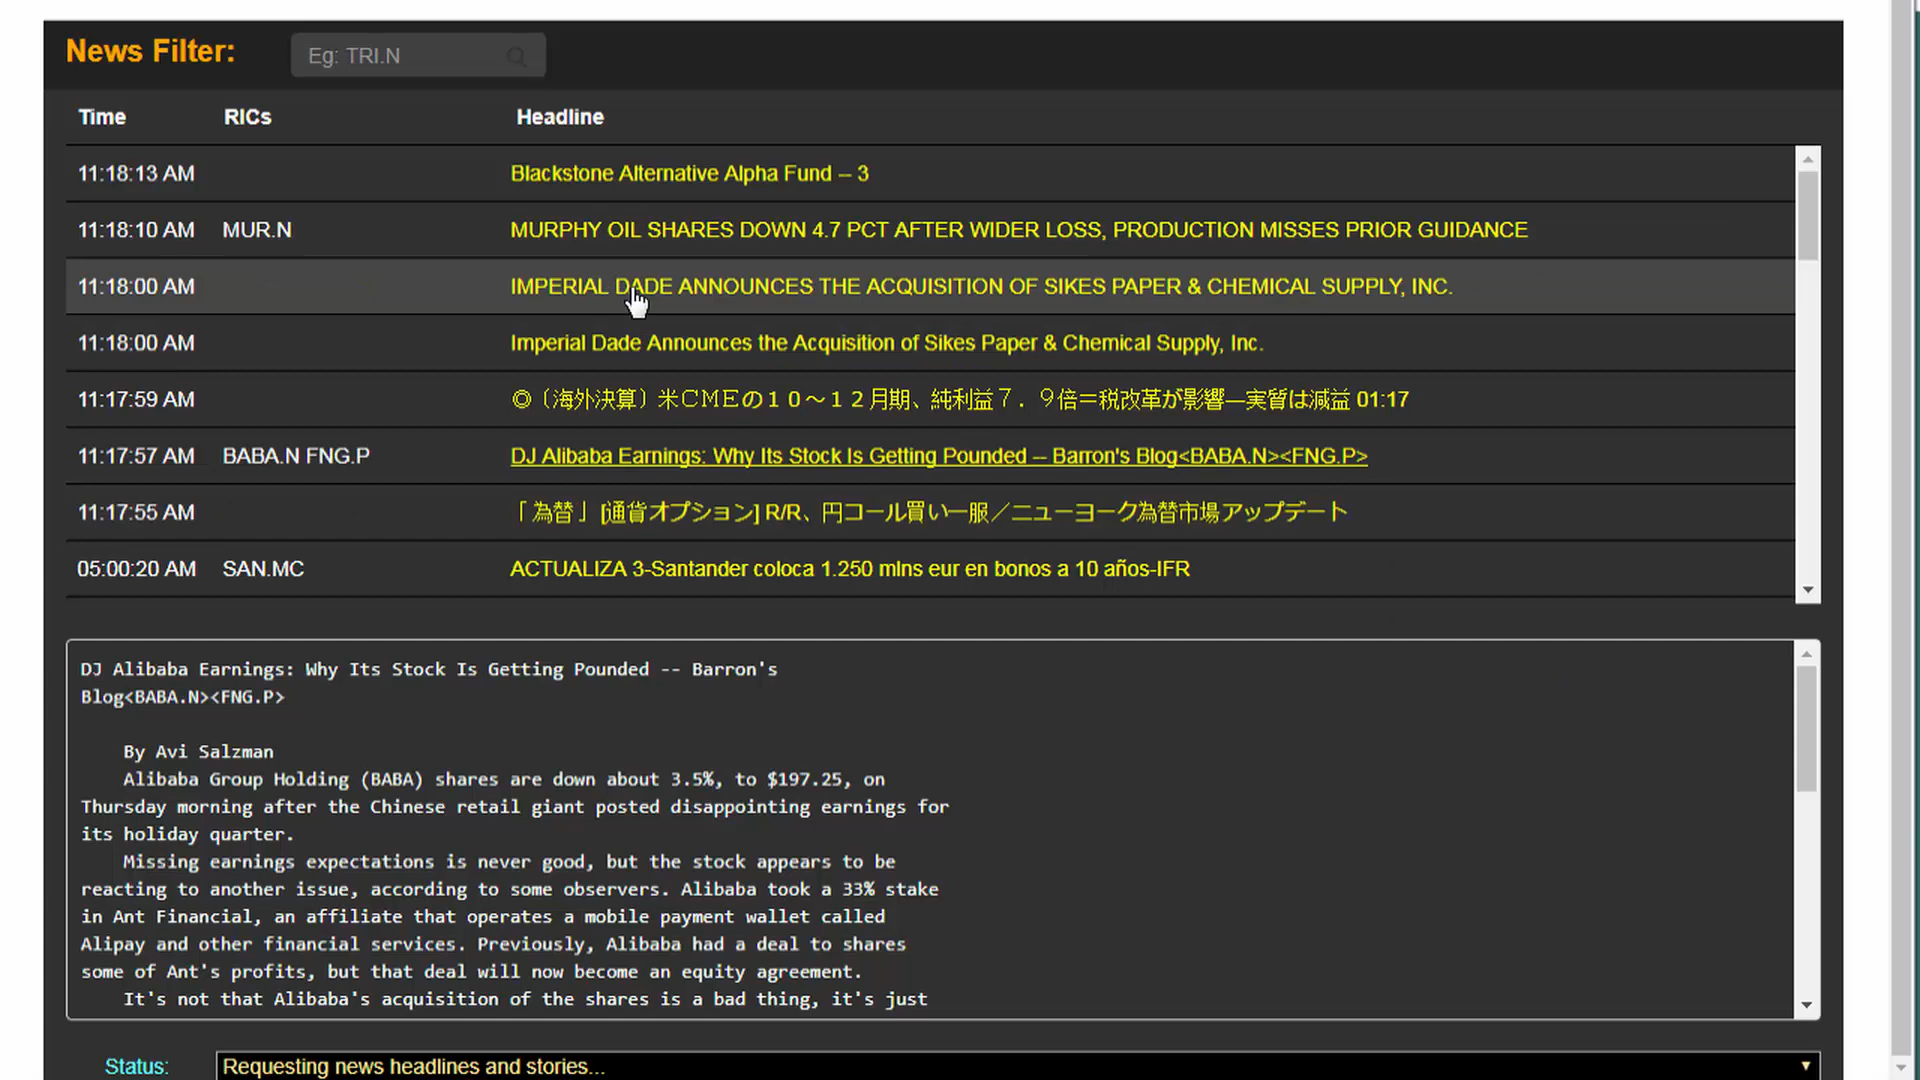 News Filter:
Eg: TRI.N
Time RICs Headline
11:18:13 AM Blackstone Alternative Alpha Fund -- 3
11:18:10 AM MUR.N MURPHY OIL SHARES DOWN 4.7 PCT AFTER WIDER LOSS, PRODUCTION MISSES PRIOR GUIDANCE
11:18:00 AM IMPERIAL DADE ANNOUNCES THE ACQUISITION OF SIKES PAPER & CHEMICAL SUPPLY, INC.
11:18:00 AM Imperial Dade Announces the Acquisition of Sikes Paper & Chemical Supply, Inc.
11:17:59 AM ◎〔海外決算〕米ＣＭＥの１０～１２月期、純利益７．９倍＝税改革が影響―実質は減益 01:17
11:17:57 AM BABA.N FNG.P DJ Alibaba Earnings: Why Its Stock Is Getting Pounded -- Barron's Blog<BABA.N><FNG.P>
11:17:55 AM 「為替」[通貨オプション] R/R、円コール買い一服／ニューヨーク為替市場アップデート
05:00:20 AM SAN.MC ACTUALIZA 3-Santander coloca 1.250 mlns eur en bonos a 10 años-IFR
DJ Alibaba Earnings: Why Its Stock Is Getting Pounded -- Barron's
Blog<BABA.N><FNG.P>
By Avi Salzman
Alibaba Group Holding (BABA) shares are down about 3.5%, to $197.25, on
Thursday morning after the Chinese retail giant posted disappointing earnings for
its holiday quarter.
Missing earnings expectations is never good, but the stock appears to be
reacting to another issue, according to some observers. Alibaba took a 33% stake
in Ant Financial, an affiliate that operates a mobile payment wallet called
Alipay and other financial services. Previously, Alibaba had a deal to shares
some of Ant's profits, but that deal will now become an equity agreement.
It's not that Alibaba's acquisition of the shares is a bad thing, it's just
Status: Requesting news headlines and stories...